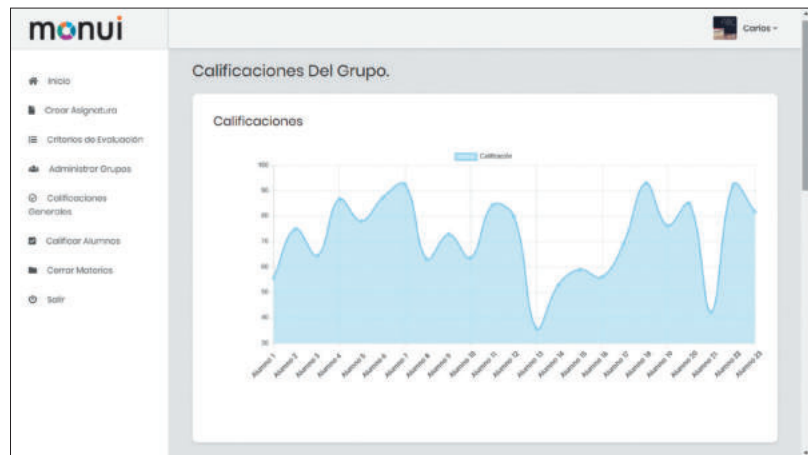 monui
Carlos
Inicio
Crear Asignatura
Criterios de Evaluación
Administrar Grupos
Calificaciones
Generales
Calificar Alumnos
Cerrar Materias
Salir
Calificaciones Del Grupo.
Calificaciones
Calificación
100
90
80
70
60
50
40
30
Alumno 1
Alumno 2
Alumno 3
Alumno 4
Alumno 5
Alumno 6
Alumno 7
Alumno 8
Alumno 9
Alumno 10
Alumno 11
Alumno 12
Alumno 13
Alumno 14
Alumno 15
Alumno 16
Alumno 17
Alumno 18
Alumno 19
Alumno 20
Alumno 21
Alumno 22
Alumno 23